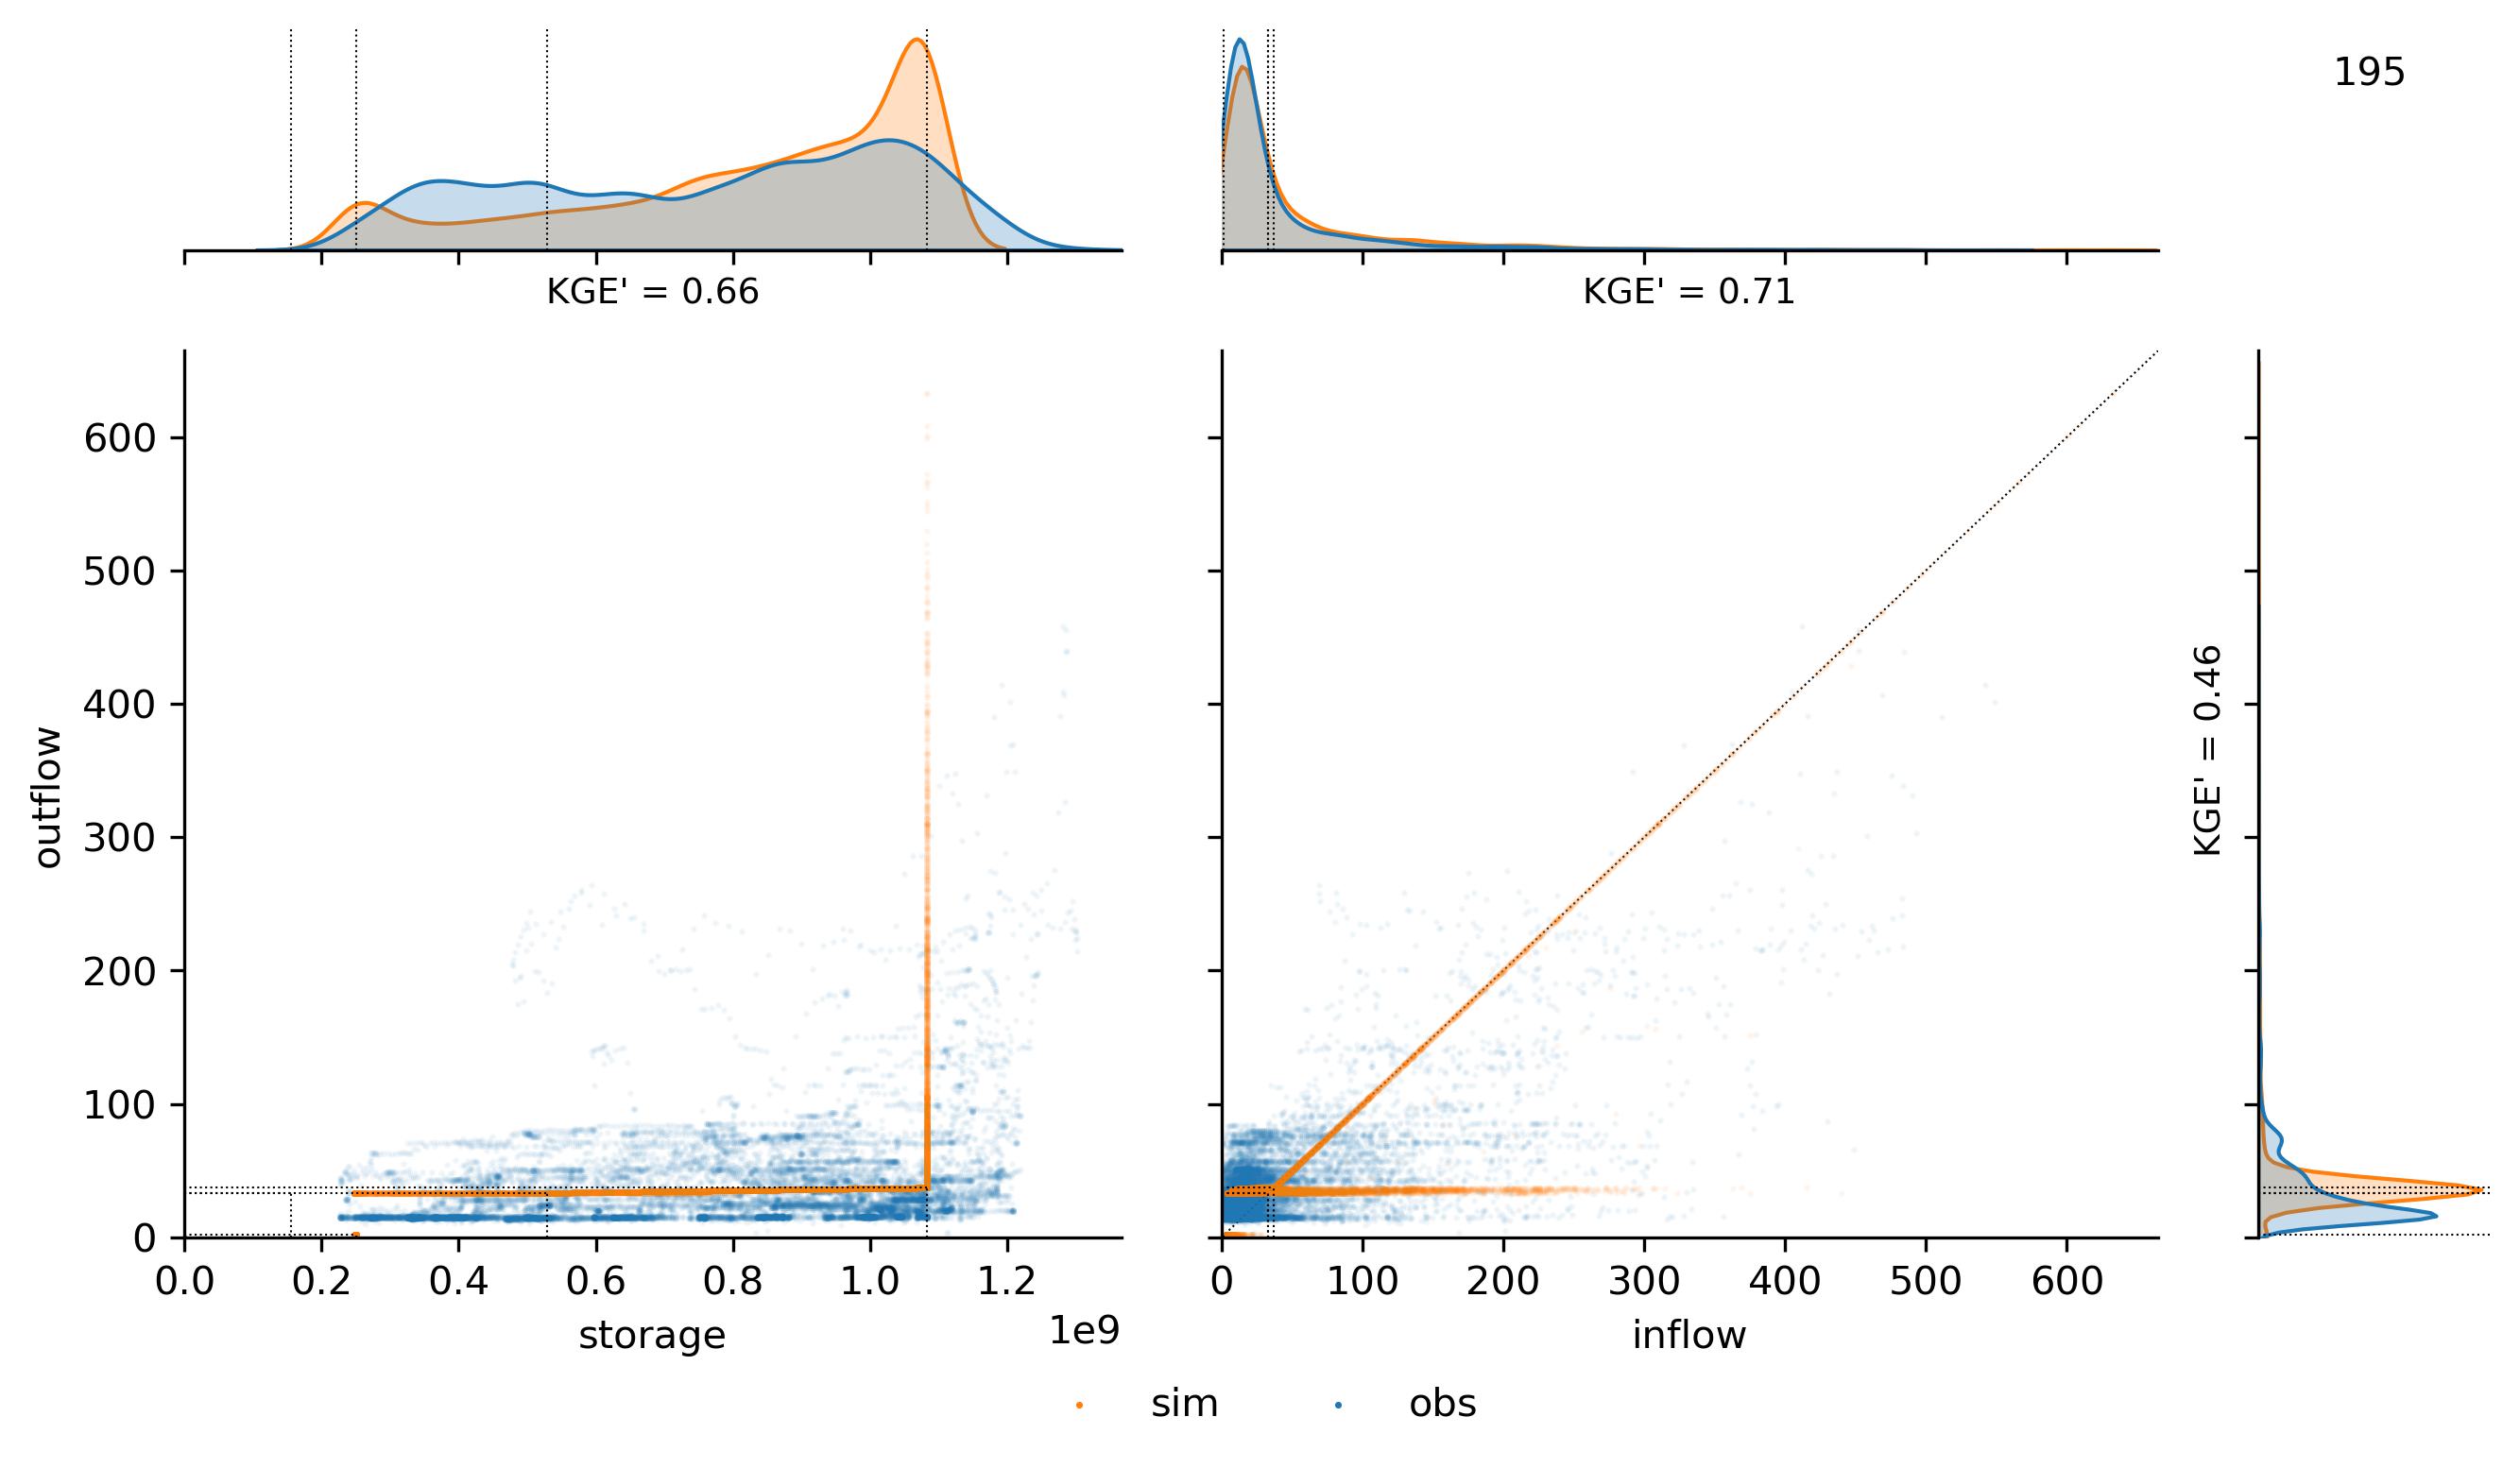 195
KGE' = 0.66
KGE' = 0.71
outflow
600
500
400
300
200
100
0
0.0 0.2 0.4 0.6 0.8 1.0 1.2
1e9
storage
0 100 200 300 400 500 600
inflow
KGE' = 0.46
sim obs